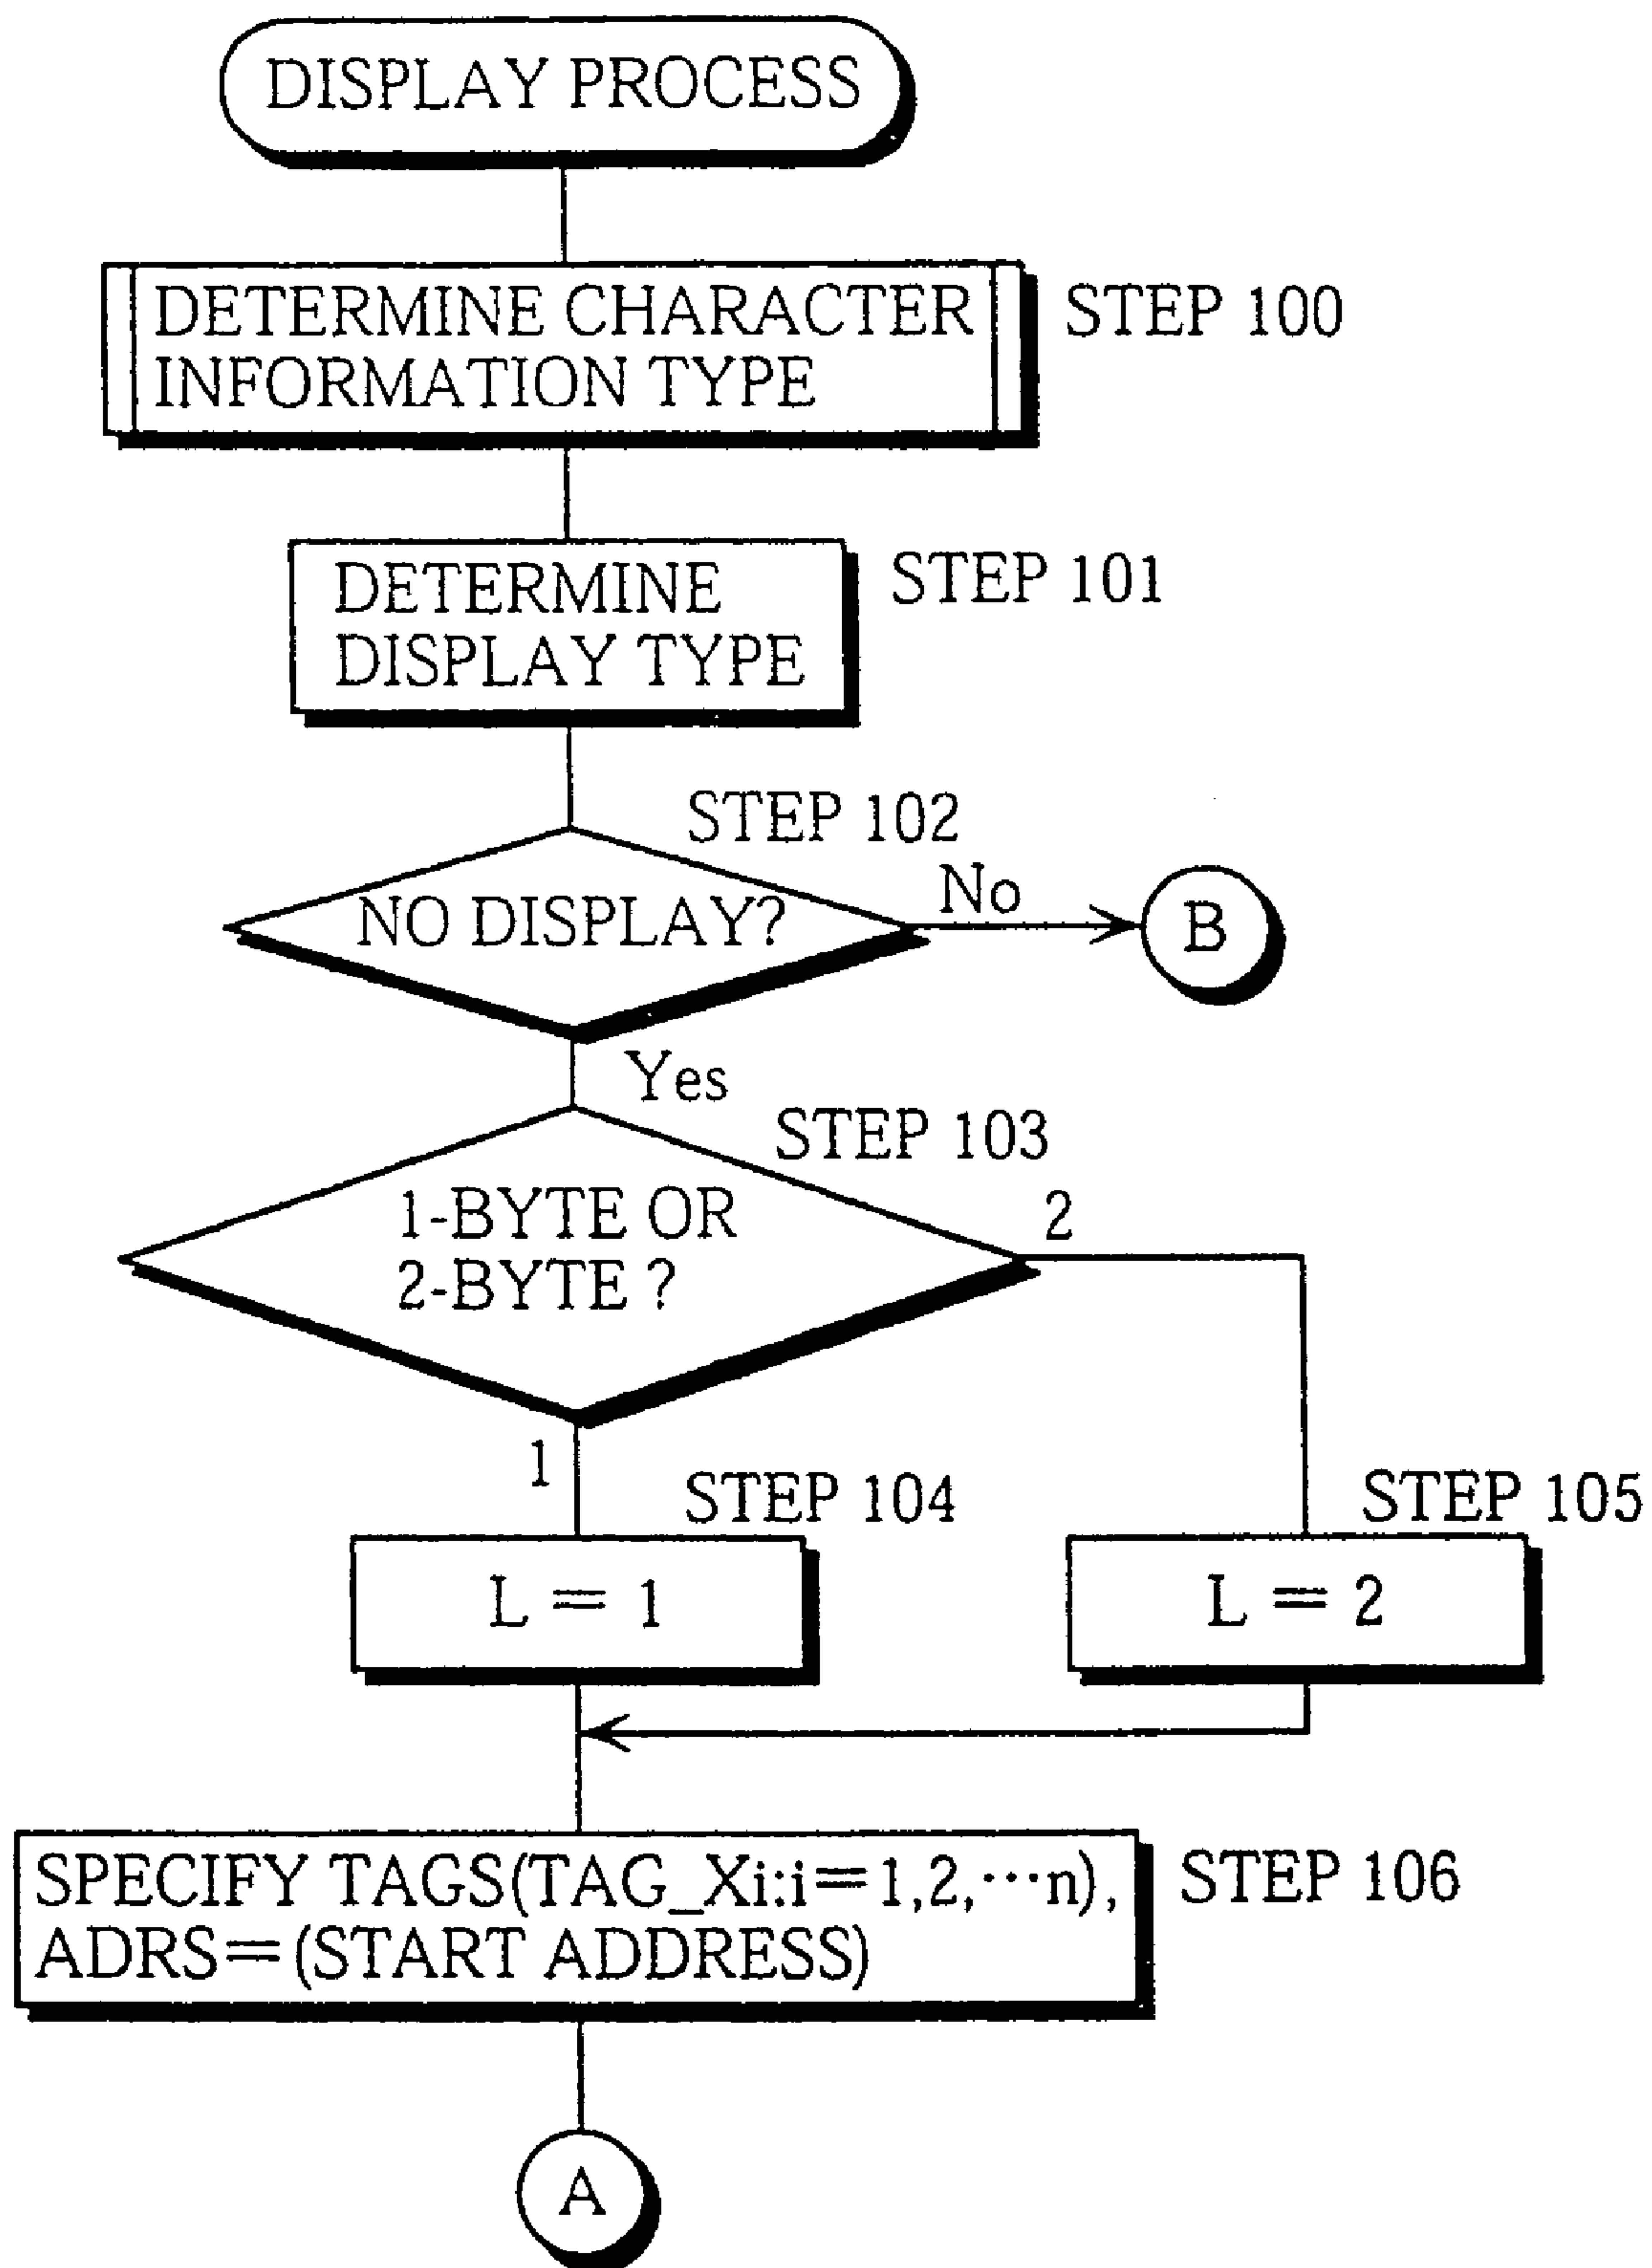 DISPLAY PROCESS
DETERMINE CHARACTER
INFORMATION TYPE
STEP 100
DETERMINE
DISPLAY TYPE
STEP 101
STEP 102
NO DISPLAY?
No
B
Yes
STEP 103
1-BYTE OR
2-BYTE ?
2
1
STEP 104
STEP 105
L = 1
L = 2
SPECIFY TAGS(TAG_Xi:i=1,2,···n),
ADRS=(START ADDRESS)
STEP 106
A